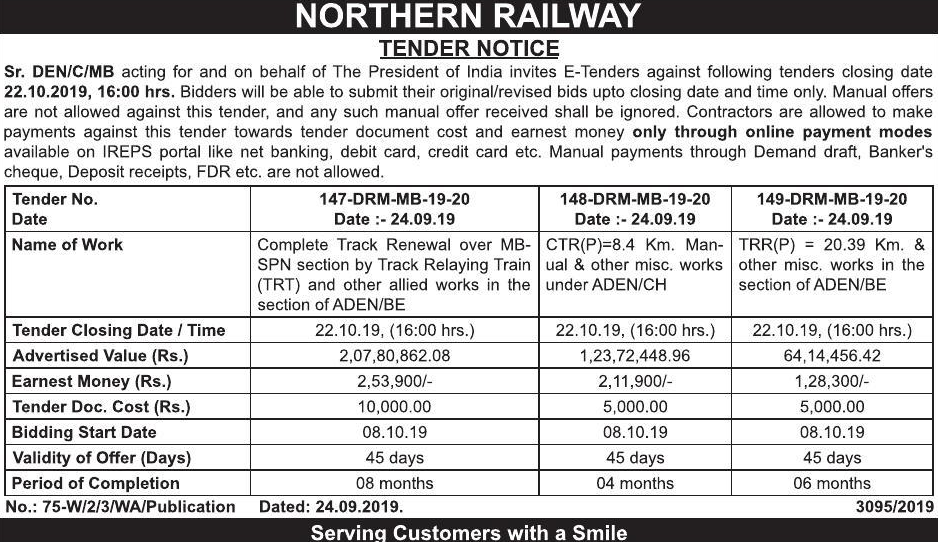 NORTHERN RAILWAY
TENDER NOTICE
Sr. DEN/C/MB acting for and on behalf of The President of India invites E-Tenders against following tenders closing date
22.10.2019, 16:00 hrs. Bidders will be able to submit their original/revised bids upto closing date and time only. Manual offers
are not allowed against this tender, and any such manual offer received shall be ignored. Contractors are allowed to make
payments against this tender towards tender document cost and earnest money only through online payment modes
available on IREPS portal like net banking, debit card, credit card etc. Manual payments through Demand draft, Banker's
cheque, Deposit receipts, FDR etc. are not allowed.
Tender No. 147-DRM-MB-19-20 148-DRM-MB-19-20 149-DRM-MB-19-20
Date Date :- 24.09.19 Date :- 24.09.19 Date :- 24.09.19
Name of Work Complete Track Renewal over MB- CTR(P)=8.4 Km. Man- TRR(P) = 20.39 Km. &
SPN section by Track Relaying Train ual & other misc. works other misc. works in the
(TRT) and other allied works in the under ADEN/CH section of ADEN/BE
section of ADEN/BE
Tender Closing Date / Time 22.10.19, (16:00 hrs.) 22.10.19, (16:00 hrs.) 22.10.19, (16:00 hrs.)
Advertised Value (Rs.) 2,07,80,862.08 1,23,72,448.96 64,14,456.42
Earnest Money (Rs.) 2,53,900/- 2,11,900/- 1,28,300/-
Tender Doc. Cost (Rs.) 10,000.00 5,000.00 5,000.00
Bidding Start Date 08.10.19 08.10.19 08.10.19
Validity of Offer (Days) 45 days 45 days 45 days
Period of Completion 08 months 04 months 06 months
No.: 75-W/2/3/WA/Publication Dated: 24.09.2019. 3095/2019
Serving Customers with a Smile